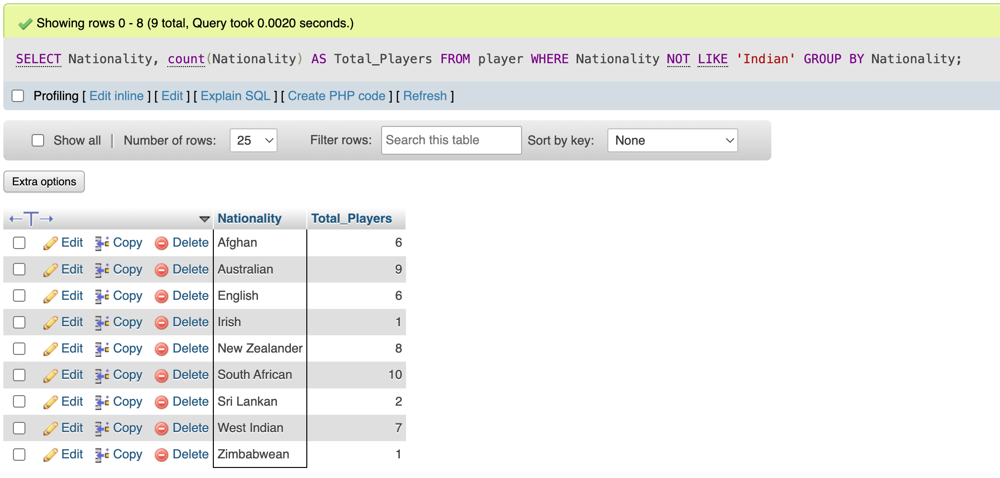 Showing rows 0 - 8 (9 total, Query took 0.0020 seconds.)
SELECT Nationality, count(Nationality) AS Total_Players FROM player WHERE Nationality NOT LIKE 'Indian' GROUP BY Nationality;
Profiling [ Edit inline ] [ Edit ] [ Explain SQL ] [ Create PHP code ] [ Refresh ]
Show all | Number of rows: 25 Filter rows: Search this table Sort by key: None
Extra options
←T→ Nationality Total_Players
Edit Copy Delete Afghan 6
Edit Copy Delete Australian 9
Edit Copy Delete English 6
Edit Copy Delete Irish 1
Edit Copy Delete New Zealander 8
Edit Copy Delete South African 10
Edit Copy Delete Sri Lankan 2
Edit Copy Delete West Indian 7
Edit Copy Delete Zimbabwean 1